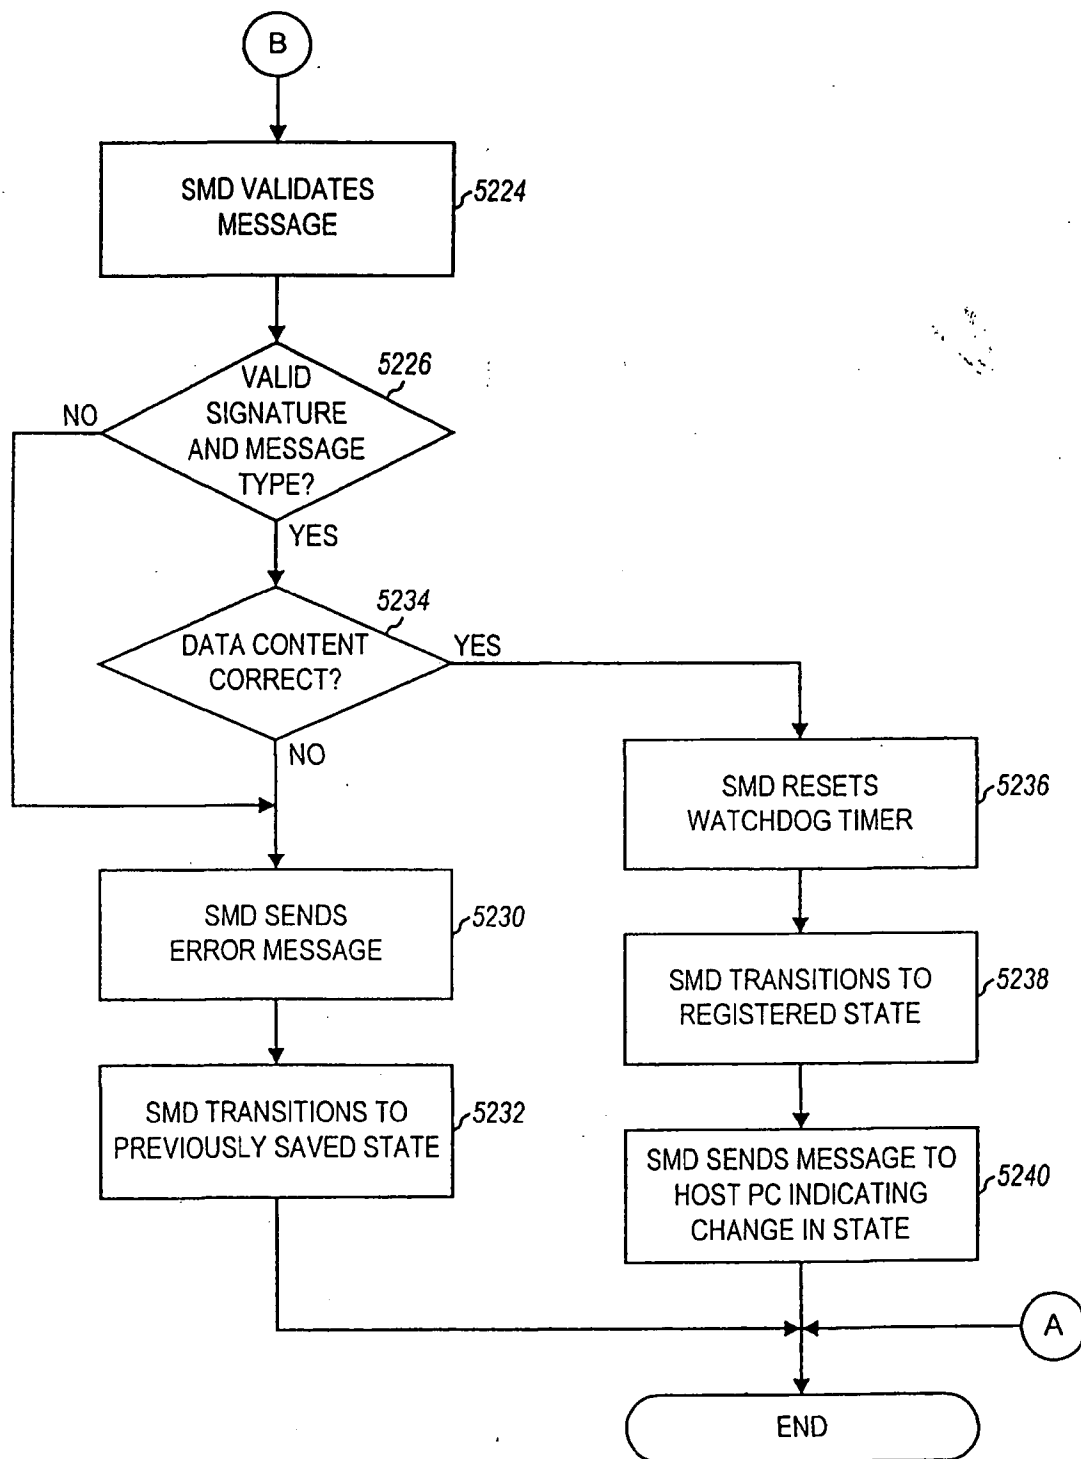 B
SMD VALIDATES
MESSAGE
5224
5226
VALID
SIGNATURE
AND MESSAGE
TYPE?
NO
YES
5234
DATA CONTENT
CORRECT?
YES
NO
SMD RESETS
WATCHDOG TIMER
5236
SMD SENDS
ERROR MESSAGE
5230
SMD TRANSITIONS TO
REGISTERED STATE
5238
SMD TRANSITIONS TO
PREVIOUSLY SAVED STATE
5232
SMD SENDS MESSAGE TO
HOST PC INDICATING
CHANGE IN STATE
5240
A
END